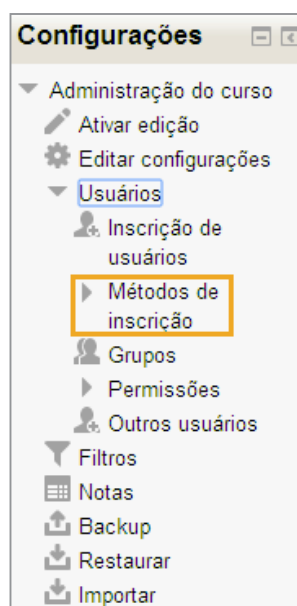 Configurações
Administração do curso
Ativar edição
Editar configurações
Usuários
Inscrição de
usuários
Métodos de
inscrição
Grupos
Permissões
Outros usuários
Filtros
Notas
Backup
Restaurar
Importar